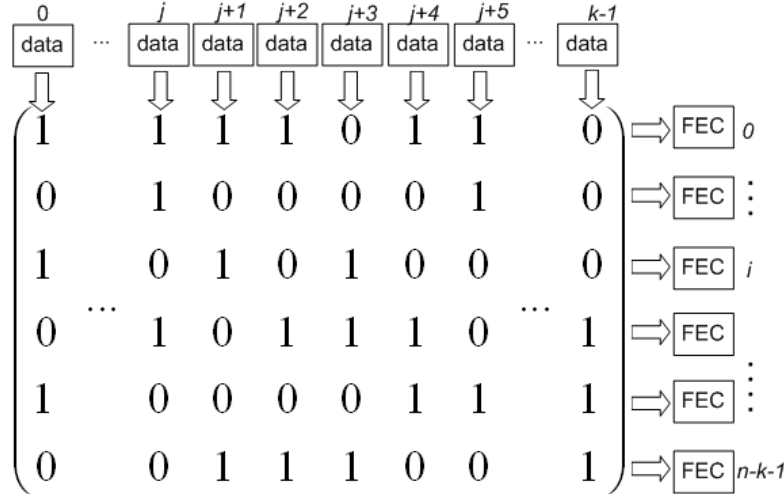 0 j j+1 j+2 j+3 j+4 j+5 k-1
data ... data data data data data data ... data
1 1 1 1 0 1 1 0 FEC 0
0 1 0 0 0 0 1 0 FEC
1 0 1 0 1 0 0 0 FEC i
... ...
0 1 0 1 1 1 0 1 FEC
1 0 0 0 0 1 1 1 FEC
0 0 1 1 1 0 0 1 FEC n-k-1